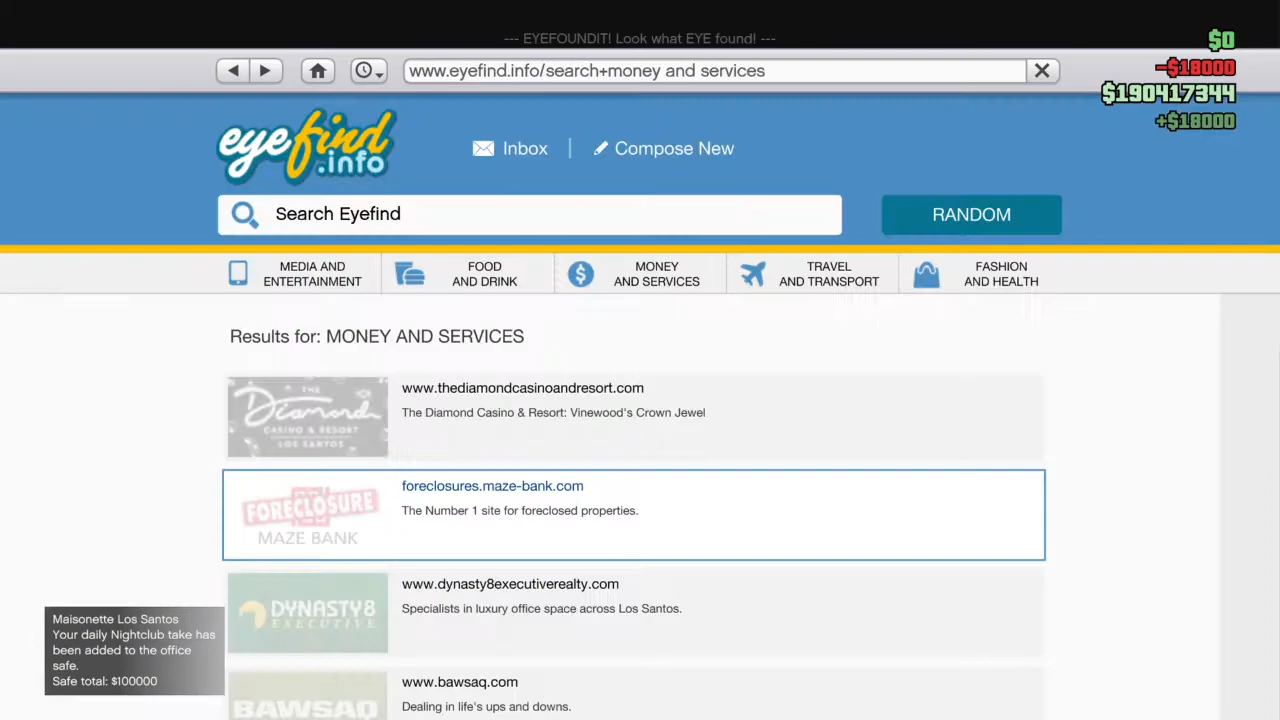 --- EYEFOUNDIT! Look what EYE found! ---
$0
-$18000
$190417344
+$18000
www.eyefind.info/search+money and services
eyefind
.info
Inbox
Compose New
Search Eyefind
RANDOM
MEDIA AND
ENTERTAINMENT
FOOD
AND DRINK
MONEY
AND SERVICES
TRAVEL
AND TRANSPORT
FASHION
AND HEALTH
Results for: MONEY AND SERVICES
THE
Diamond
CASINO & RESORT
LOS SANTOS
www.thediamondcasinoandresort.com
The Diamond Casino & Resort: Vinewood's Crown Jewel
FORECLOSURE
MAZE BANK
foreclosures.maze-bank.com
The Number 1 site for foreclosed properties.
DYNASTY8
EXECUTIVE
www.dynasty8executiverealty.com
Specialists in luxury office space across Los Santos.
BAWSAQ
www.bawsaq.com
Dealing in life's ups and downs.
Maisonette Los Santos
Your daily Nightclub take has
been added to the office
safe.
Safe total: $100000